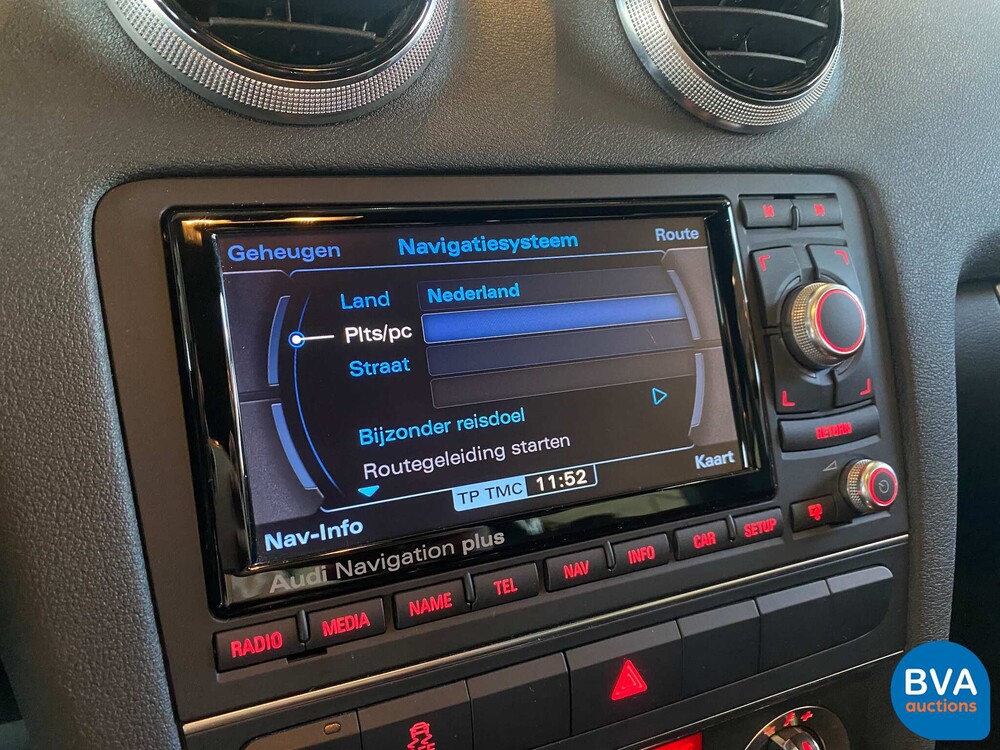 Geheugen Navigatiesysteem Route
Land Nederland
Plts/pc
Straat
Bijzonder reisdoel
Routegeleiding starten
Kaart
TP TMC 11:52
Nav-Info
Audi Navigation plus
RADIO MEDIA NAME TEL NAV INFO CAR SETUP
RETURN
BVA
auctions